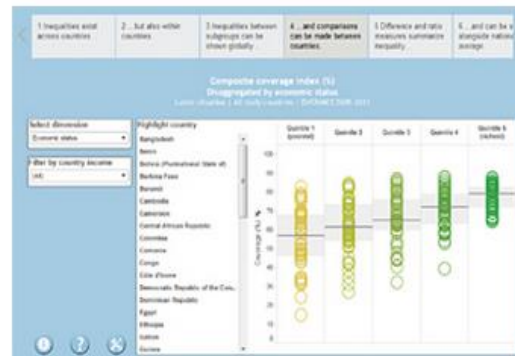 1 Inequalities exist
across countries
2 ...but also within
countries
3 Inequalities between
subgroups can be
shown globally
4 ...and comparisons
can be made between
countries
5 Difference and ratio
measures summarize
inequality
6 ...and can be
alongside
average
Composite coverage index (%)
Disaggregated by economic status
Select dimension
Economic status
Filter by country income
(All)
Highlight country
Bangladesh
Benin
Bolivia (Plurinational State of)
Burkina Faso
Burundi
Cambodia
Cameroon
Central African Republic
Colombia
Comoros
Congo
Côte d'Ivoire
Democratic Republic of the Con...
Dominican Republic
Egypt
Ethiopia
Gabon
Guinea
Quintile 1
(poorest)
Quintile 2
Quintile 3
Quintile 4
Quintile 5
(richest)
Coverage (%)
100
90
80
70
60
50
40
30
20
10
0